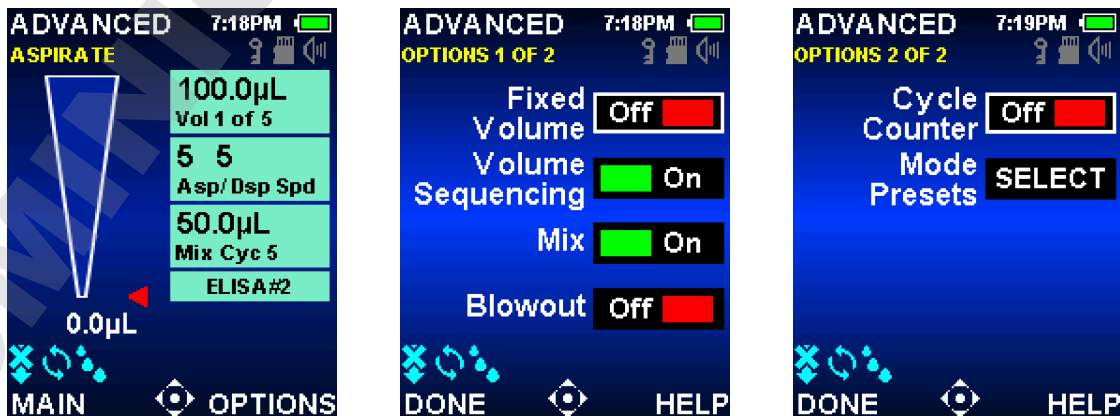 ADVANCED 7:18PM
ASPIRATE
100.0µL
Vol 1 of 5
5 5
Asp/Dsp Spd
50.0µL
Mix Cyc 5
ELISA#2
0.0µL
MAIN OPTIONS
ADVANCED 7:18PM
OPTIONS 1 OF 2
Fixed
Volume
Off
Volume
Sequencing
On
Mix On
Blowout Off
DONE HELP
ADVANCED 7:19PM
OPTIONS 2 OF 2
Cycle
Counter
Off
Mode
Presets
SELECT
DONE HELP